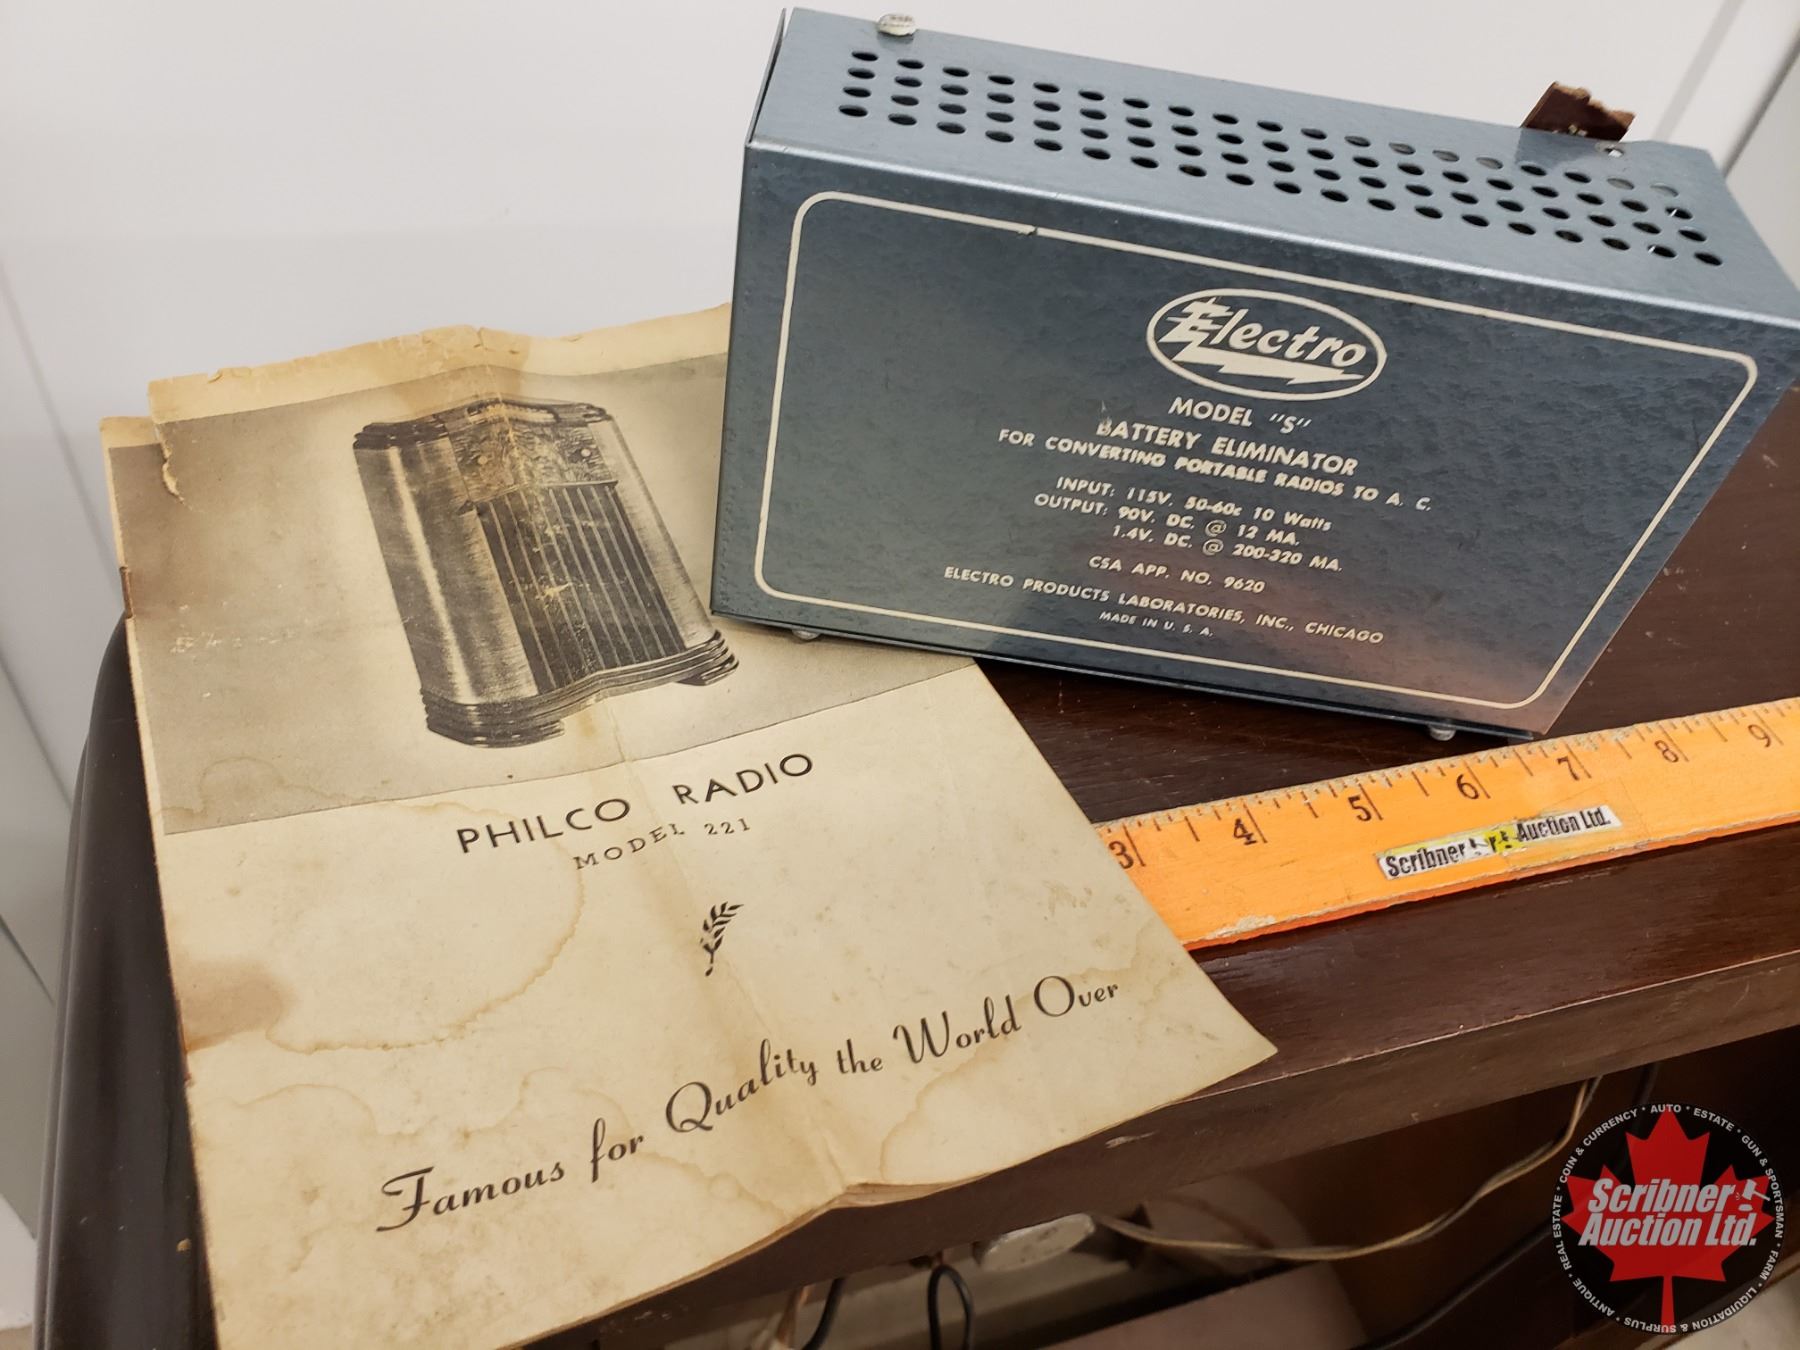 Electro
MODEL "S"
BATTERY ELIMINATOR
FOR CONVERTING PORTABLE RADIOS TO A. C.
INPUT: 115V. 50-60c 10 Watts
OUTPUT: 90V. DC. @ 12 MA.
1.4V. DC. @ 200-320 MA.
CSA APP. NO. 9620
ELECTRO PRODUCTS LABORATORIES, INC., CHICAGO
MADE IN U. S. A.
PHILCO RADIO
MODEL 221
Famous for Quality the World Over
3 4 5 6 7 8 9
Scribner Auction Ltd.
COIN & CURRENCY • AUTO • ESTATE • GUN & SPORTSMAN • FARM • LIQUIDATION & SURPLUS • ANTIQUE • REAL ESTATE •
Scribner
Auction Ltd.